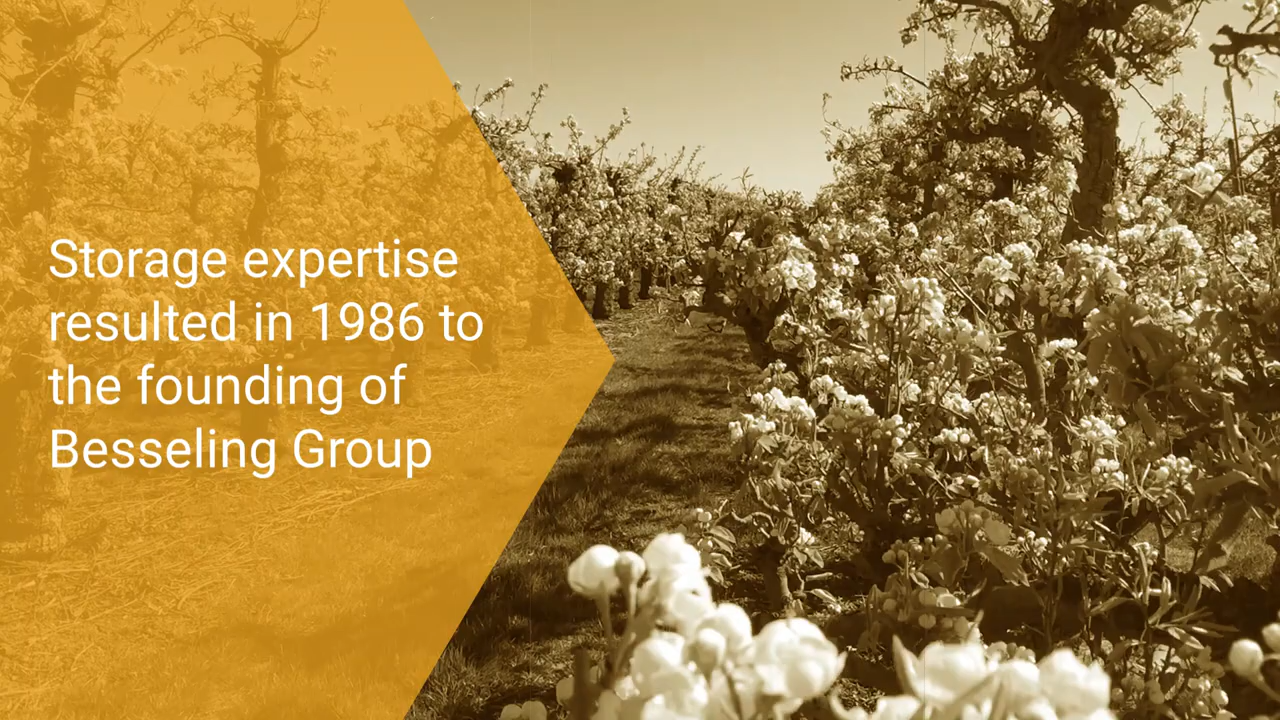 Storage expertise
resulted in 1986 to
the founding of
Besseling Group